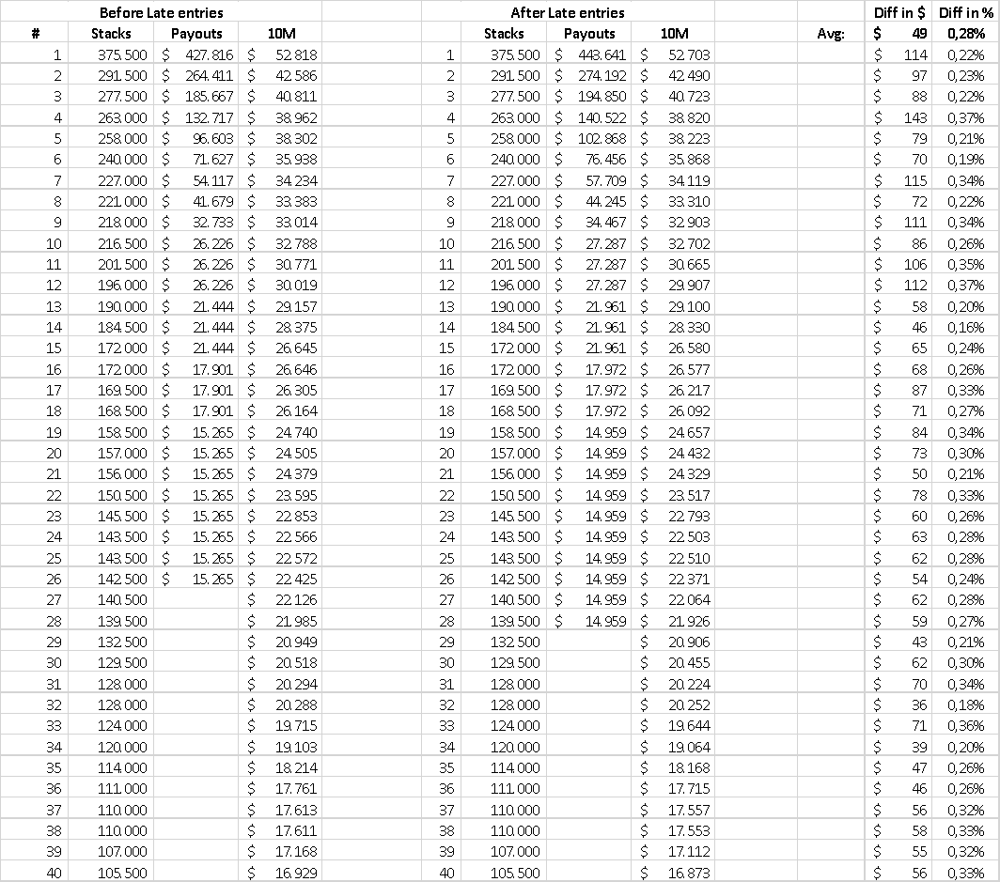 Before Late entries After Late entries Diff in $ Diff in %
# Stacks Payouts 10M Stacks Payouts 10M Avg: $ 49 0,28%
1 375.500 $ 427.816 $ 52.818 1 375.500 $ 443.641 $ 52.703 $ 114 0,22%
2 291.500 $ 264.411 $ 42.586 2 291.500 $ 274.192 $ 42.490 $ 97 0,23%
3 277.500 $ 185.667 $ 40.811 3 277.500 $ 194.850 $ 40.723 $ 88 0,22%
4 263.000 $ 132.717 $ 38.962 4 263.000 $ 140.522 $ 38.820 $ 143 0,37%
5 258.000 $ 96.603 $ 38.302 5 258.000 $ 102.868 $ 38.223 $ 79 0,21%
6 240.000 $ 71.627 $ 35.938 6 240.000 $ 76.456 $ 35.868 $ 70 0,19%
7 227.000 $ 54.117 $ 34.234 7 227.000 $ 57.709 $ 34.119 $ 115 0,34%
8 221.000 $ 41.679 $ 33.383 8 221.000 $ 44.245 $ 33.310 $ 72 0,22%
9 218.000 $ 32.733 $ 33.014 9 218.000 $ 34.467 $ 32.903 $ 111 0,34%
10 216.500 $ 26.226 $ 32.788 10 216.500 $ 27.287 $ 32.702 $ 86 0,26%
11 201.500 $ 26.226 $ 30.771 11 201.500 $ 27.287 $ 30.665 $ 106 0,35%
12 196.000 $ 26.226 $ 30.019 12 196.000 $ 27.287 $ 29.907 $ 112 0,37%
13 190.000 $ 21.444 $ 29.157 13 190.000 $ 21.961 $ 29.100 $ 58 0,20%
14 184.500 $ 21.444 $ 28.375 14 184.500 $ 21.961 $ 28.330 $ 46 0,16%
15 172.000 $ 21.444 $ 26.645 15 172.000 $ 21.961 $ 26.580 $ 65 0,24%
16 172.000 $ 17.901 $ 26.646 16 172.000 $ 17.972 $ 26.577 $ 68 0,26%
17 169.500 $ 17.901 $ 26.305 17 169.500 $ 17.972 $ 26.217 $ 87 0,33%
18 168.500 $ 17.901 $ 26.164 18 168.500 $ 17.972 $ 26.092 $ 71 0,27%
19 158.500 $ 15.265 $ 24.740 19 158.500 $ 14.959 $ 24.657 $ 84 0,34%
20 157.000 $ 15.265 $ 24.505 20 157.000 $ 14.959 $ 24.432 $ 73 0,30%
21 156.000 $ 15.265 $ 24.379 21 156.000 $ 14.959 $ 24.329 $ 50 0,21%
22 150.500 $ 15.265 $ 23.595 22 150.500 $ 14.959 $ 23.517 $ 78 0,33%
23 145.500 $ 15.265 $ 22.853 23 145.500 $ 14.959 $ 22.793 $ 60 0,26%
24 143.500 $ 15.265 $ 22.566 24 143.500 $ 14.959 $ 22.503 $ 63 0,28%
25 143.500 $ 15.265 $ 22.572 25 143.500 $ 14.959 $ 22.510 $ 62 0,28%
26 142.500 $ 15.265 $ 22.425 26 142.500 $ 14.959 $ 22.371 $ 54 0,24%
27 140.500 $ 22.126 27 140.500 $ 14.959 $ 22.064 $ 62 0,28%
28 139.500 $ 21.985 28 139.500 $ 14.959 $ 21.926 $ 59 0,27%
29 132.500 $ 20.949 29 132.500 $ 20.906 $ 43 0,21%
30 129.500 $ 20.518 30 129.500 $ 20.455 $ 62 0,30%
31 128.000 $ 20.294 31 128.000 $ 20.224 $ 70 0,34%
32 128.000 $ 20.288 32 128.000 $ 20.252 $ 36 0,18%
33 124.000 $ 19.715 33 124.000 $ 19.644 $ 71 0,36%
34 120.000 $ 19.103 34 120.000 $ 19.064 $ 39 0,20%
35 114.000 $ 18.214 35 114.000 $ 18.168 $ 47 0,26%
36 111.000 $ 17.761 36 111.000 $ 17.715 $ 46 0,26%
37 110.000 $ 17.613 37 110.000 $ 17.557 $ 56 0,32%
38 110.000 $ 17.611 38 110.000 $ 17.553 $ 58 0,33%
39 107.000 $ 17.168 39 107.000 $ 17.112 $ 55 0,32%
40 105.500 $ 16.929 40 105.500 $ 16.873 $ 56 0,33%